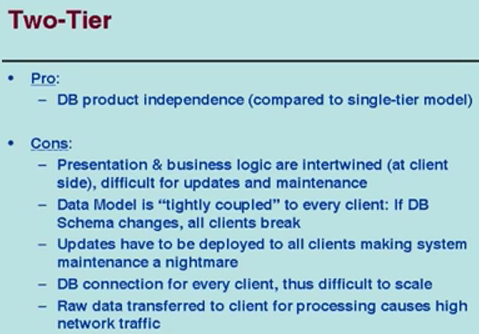 Two-Tier
• Pro:
– DB product independence (compared to single-tier model)
• Cons:
– Presentation & business logic are intertwined (at client
side), difficult for updates and maintenance
– Data Model is “tightly coupled” to every client: If DB
Schema changes, all clients break
– Updates have to be deployed to all clients making system
maintenance a nightmare
– DB connection for every client, thus difficult to scale
– Raw data transferred to client for processing causes high
network traffic